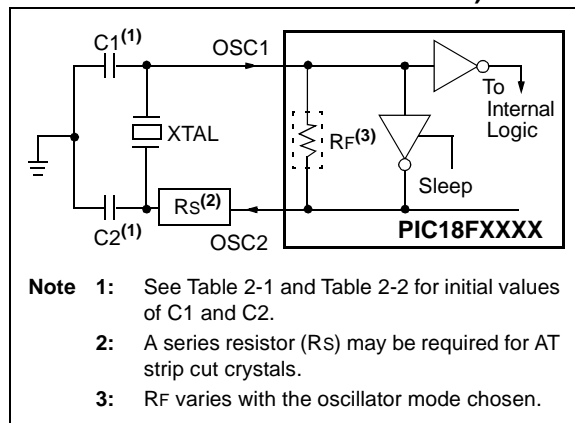 C1(1)
OSC1
To
Internal
Logic
XTAL
RF(3)
Sleep
RS(2)
C2(1)
OSC2
PIC18FXXXX
Note 1: See Table 2-1 and Table 2-2 for initial values
of C1 and C2.
2: A series resistor (RS) may be required for AT
strip cut crystals.
3: RF varies with the oscillator mode chosen.